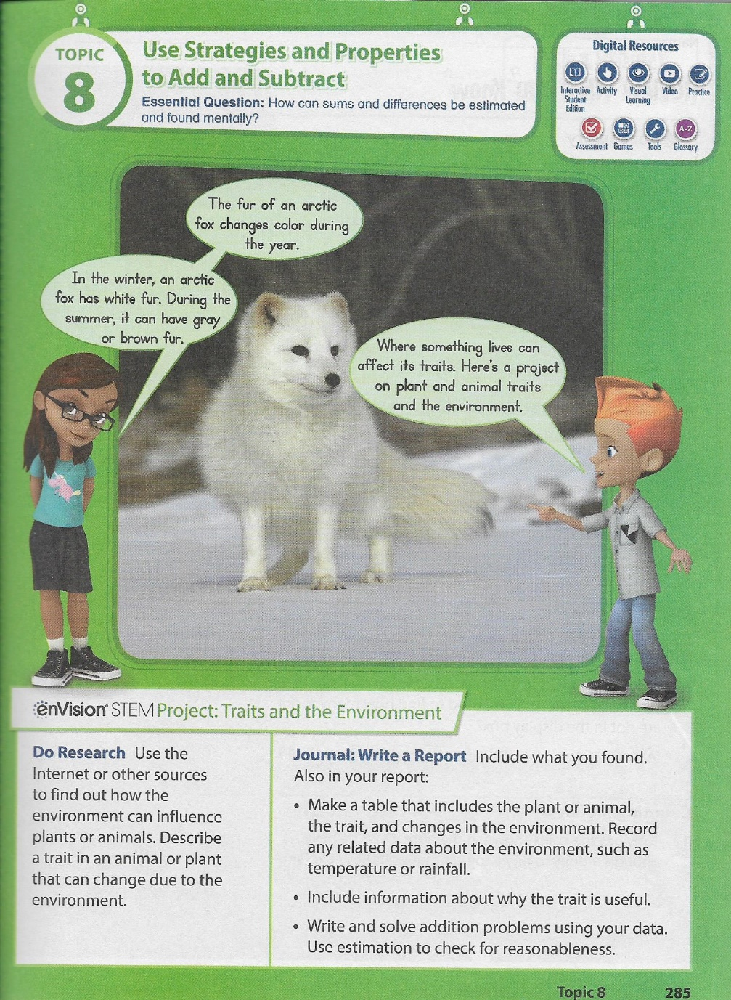 TOPIC
8
Use Strategies and Properties
to Add and Subtract
Essential Question: How can sums and differences be estimated
and found mentally?
Digital Resources
Interactive
Student
Edition
Activity
Visual
Learning
Video
Practice
Assessment
Games
Tools
A-Z
Glossary
The fur of an arctic
fox changes color during
the year.
In the winter, an arctic
fox has white fur. During the
summer, it can have gray
or brown fur.
Where something lives can
affect its traits. Here's a project
on plant and animal traits
and the environment.
enVision STEM Project: Traits and the Environment
Do Research Use the
Internet or other sources
to find out how the
environment can influence
plants or animals. Describe
a trait in an animal or plant
that can change due to the
environment.
Journal: Write a Report Include what you found.
Also in your report:
• Make a table that includes the plant or animal,
the trait, and changes in the environment. Record
any related data about the environment, such as
temperature or rainfall.
• Include information about why the trait is useful.
• Write and solve addition problems using your data.
Use estimation to check for reasonableness.
Topic 8 285